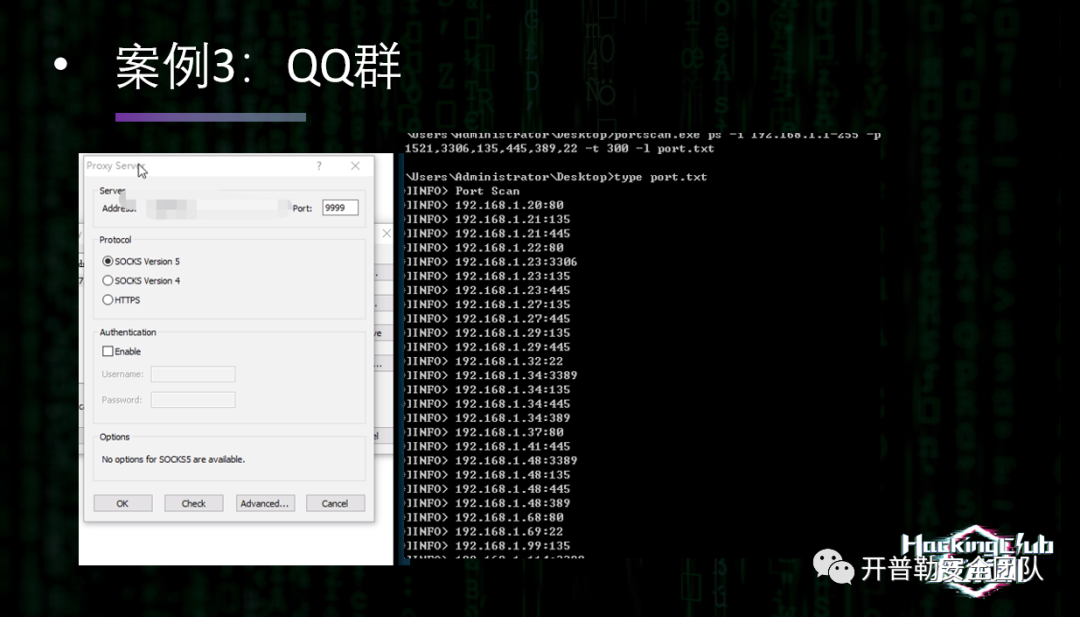 • 案例3：QQ群
Proxy Server
Server
Address:
Port: 9999
Protocol
SOCKS Version 5
SOCKS Version 4
HTTPS
Authentication
Enable
Username:
Password:
Options
No options for SOCKS5 are available.
OK Check Advanced... Cancel
\Users\Administrator\Desktop>portscan.exe ps -i 192.168.1.1-255 -p
1521,3306,135,445,389,22 -t 300 -l port.txt
\Users\Administrator\Desktop>type port.txt
]INFO> Port Scan
]INFO> 192.168.1.20:80
]INFO> 192.168.1.21:135
]INFO> 192.168.1.21:445
]INFO> 192.168.1.22:80
]INFO> 192.168.1.23:3306
]INFO> 192.168.1.23:135
]INFO> 192.168.1.23:445
]INFO> 192.168.1.27:135
]INFO> 192.168.1.27:445
]INFO> 192.168.1.29:135
]INFO> 192.168.1.29:445
]INFO> 192.168.1.32:22
]INFO> 192.168.1.34:3389
]INFO> 192.168.1.34:135
]INFO> 192.168.1.34:445
]INFO> 192.168.1.34:389
]INFO> 192.168.1.37:80
]INFO> 192.168.1.41:445
]INFO> 192.168.1.48:3389
]INFO> 192.168.1.48:135
]INFO> 192.168.1.48:445
]INFO> 192.168.1.48:389
]INFO> 192.168.1.68:80
]INFO> 192.168.1.69:22
]INFO> 192.168.1.99:135
HackingClub
开普勒安全团队